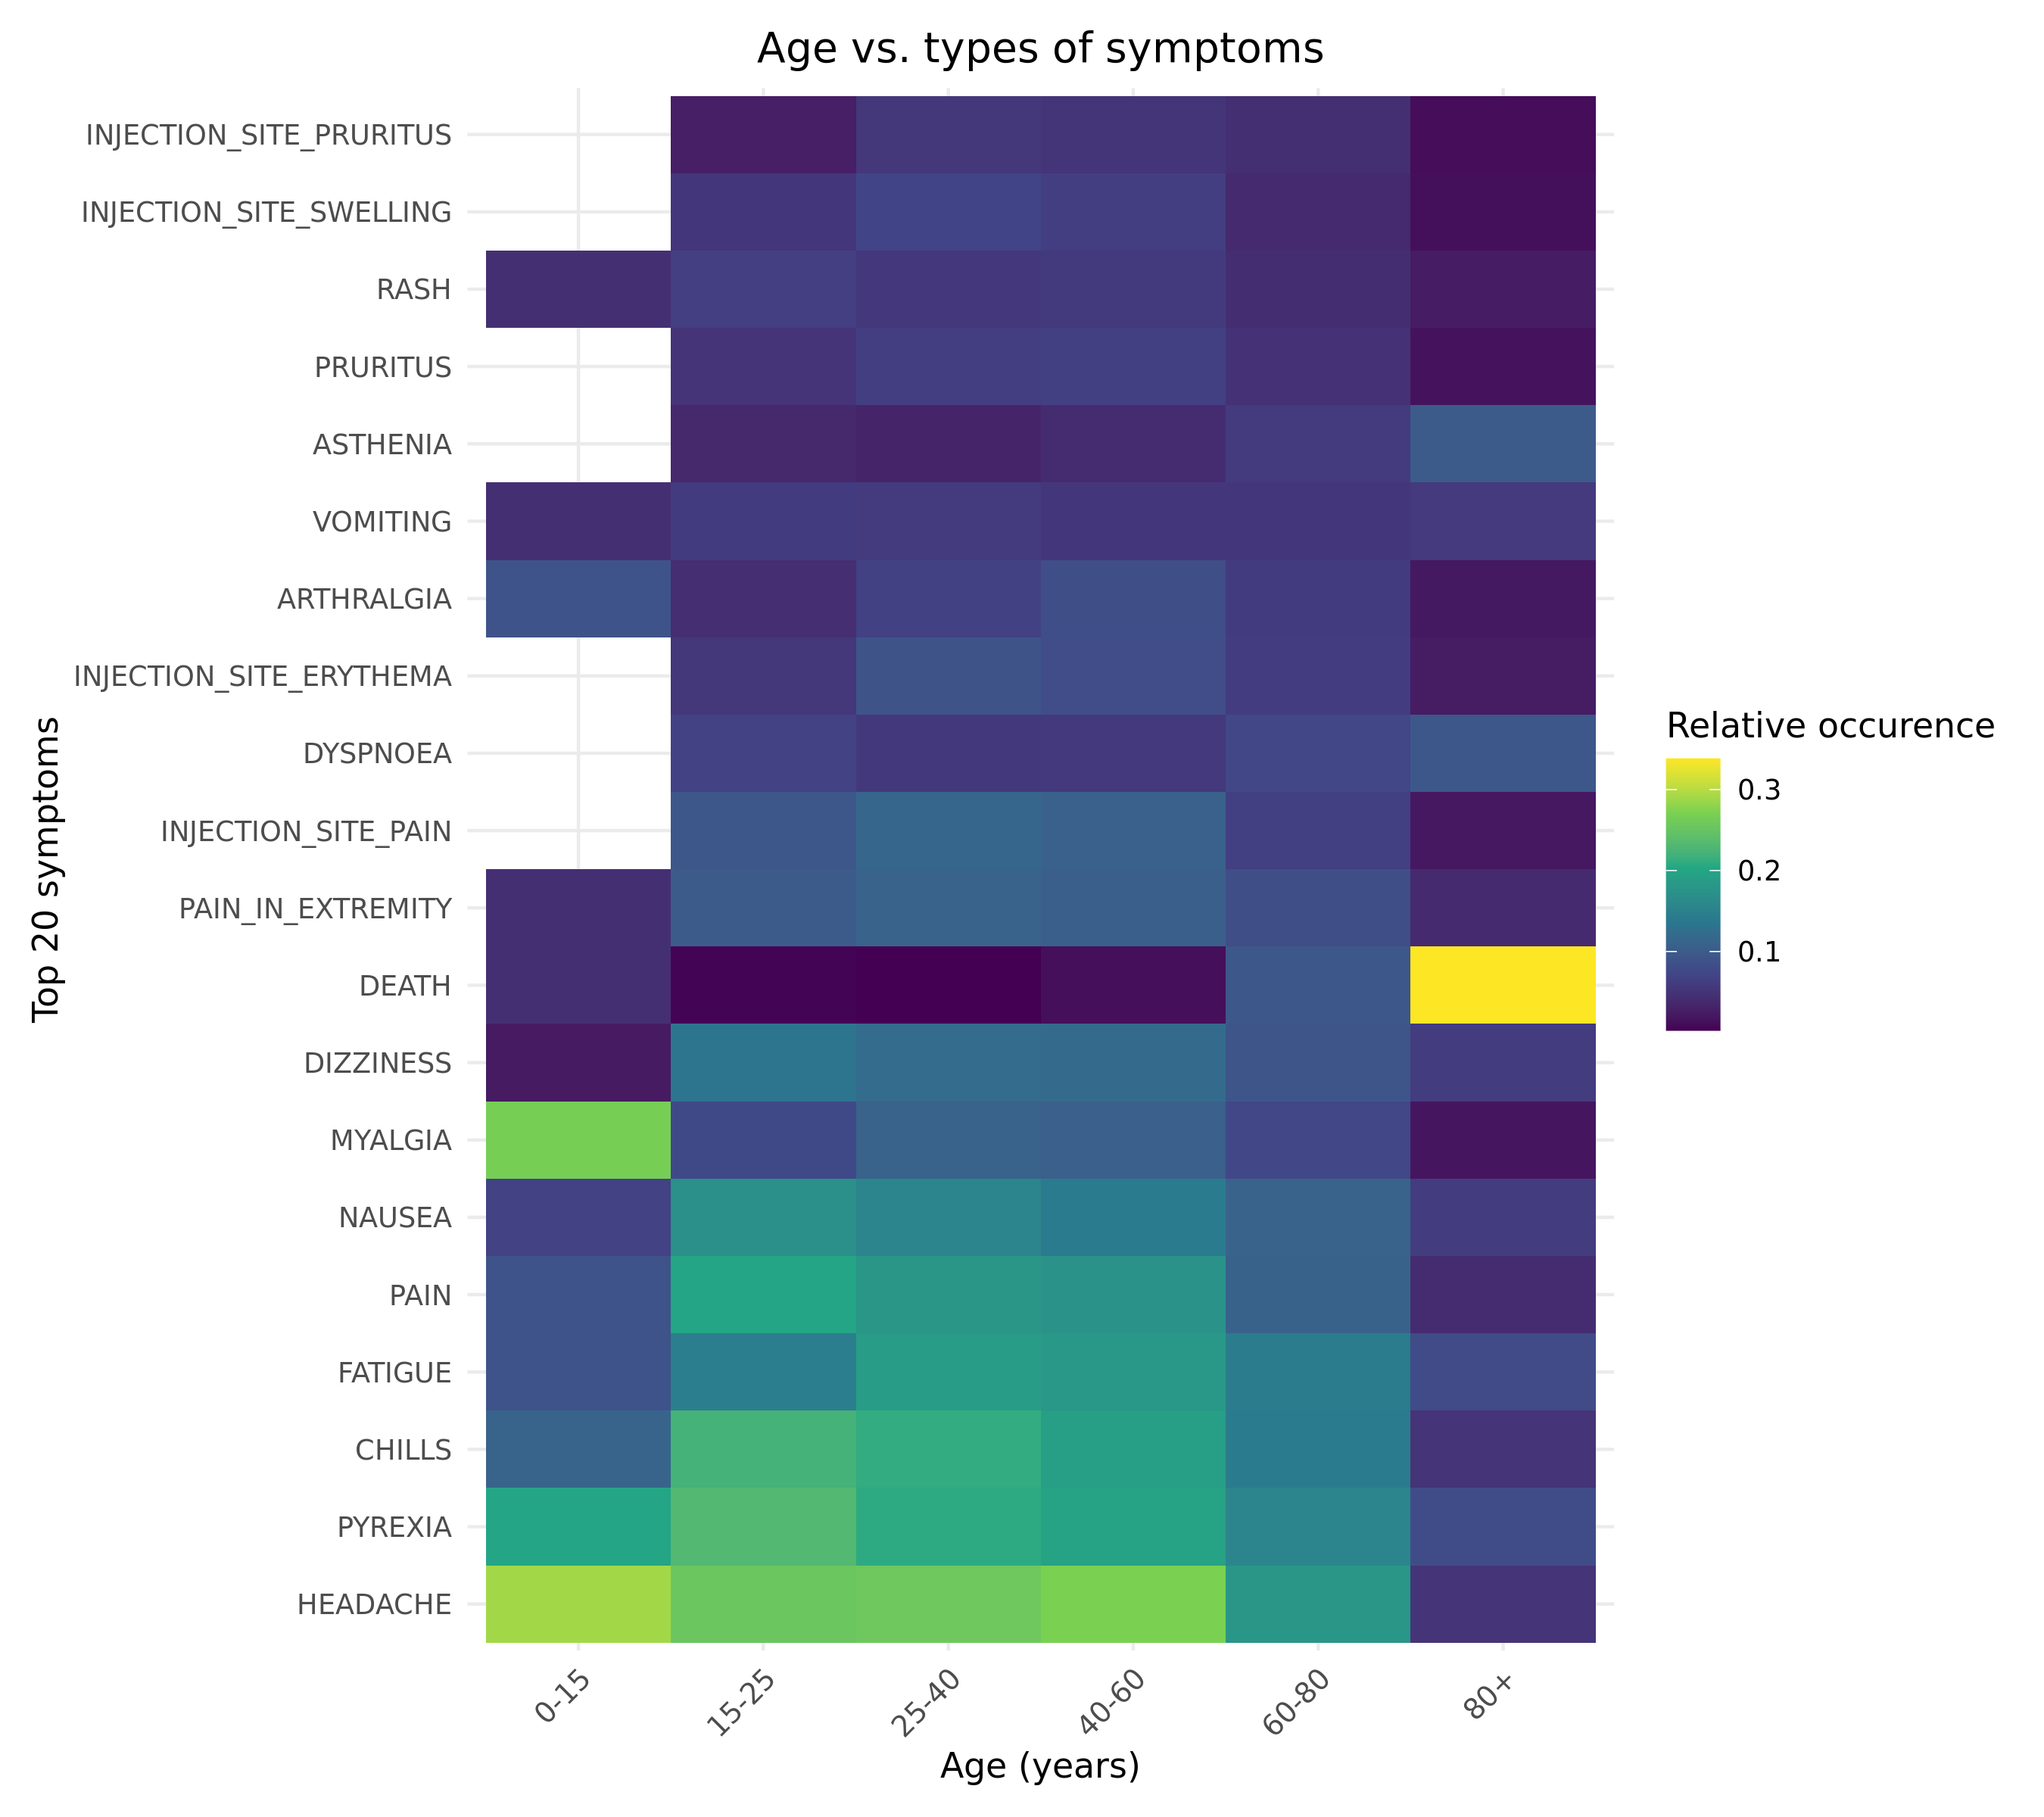 Age vs. types of symptoms
Top 20 symptoms
INJECTION_SITE_PRURITUS
INJECTION_SITE_SWELLING
RASH
PRURITUS
ASTHENIA
VOMITING
ARTHRALGIA
INJECTION_SITE_ERYTHEMA
DYSPNOEA
INJECTION_SITE_PAIN
PAIN_IN_EXTREMITY
DEATH
DIZZINESS
MYALGIA
NAUSEA
PAIN
FATIGUE
CHILLS
PYREXIA
HEADACHE
0-15
15-25
25-40
40-60
60-80
80+
Age (years)
Relative occurence
0.3
0.2
0.1